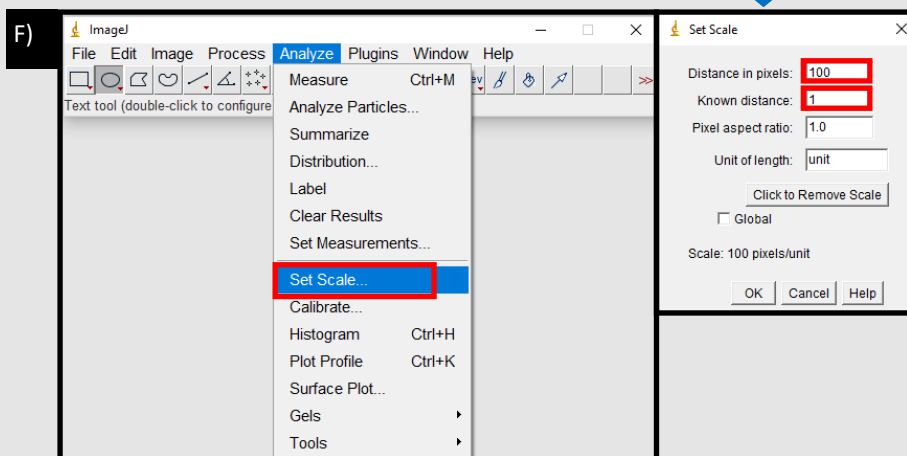 F)
ImageJ
File Edit Image Process Analyze Plugins Window Help
Text tool (double-click to configure
Measure Ctrl+M
Analyze Particles...
Summarize
Distribution...
Label
Clear Results
Set Measurements...
Set Scale...
Calibrate...
Histogram Ctrl+H
Plot Profile Ctrl+K
Surface Plot...
Gels
Tools
Set Scale
Distance in pixels: 100
Known distance: 1
Pixel aspect ratio: 1.0
Unit of length: unit
Click to Remove Scale
Global
Scale: 100 pixels/unit
OK Cancel Help